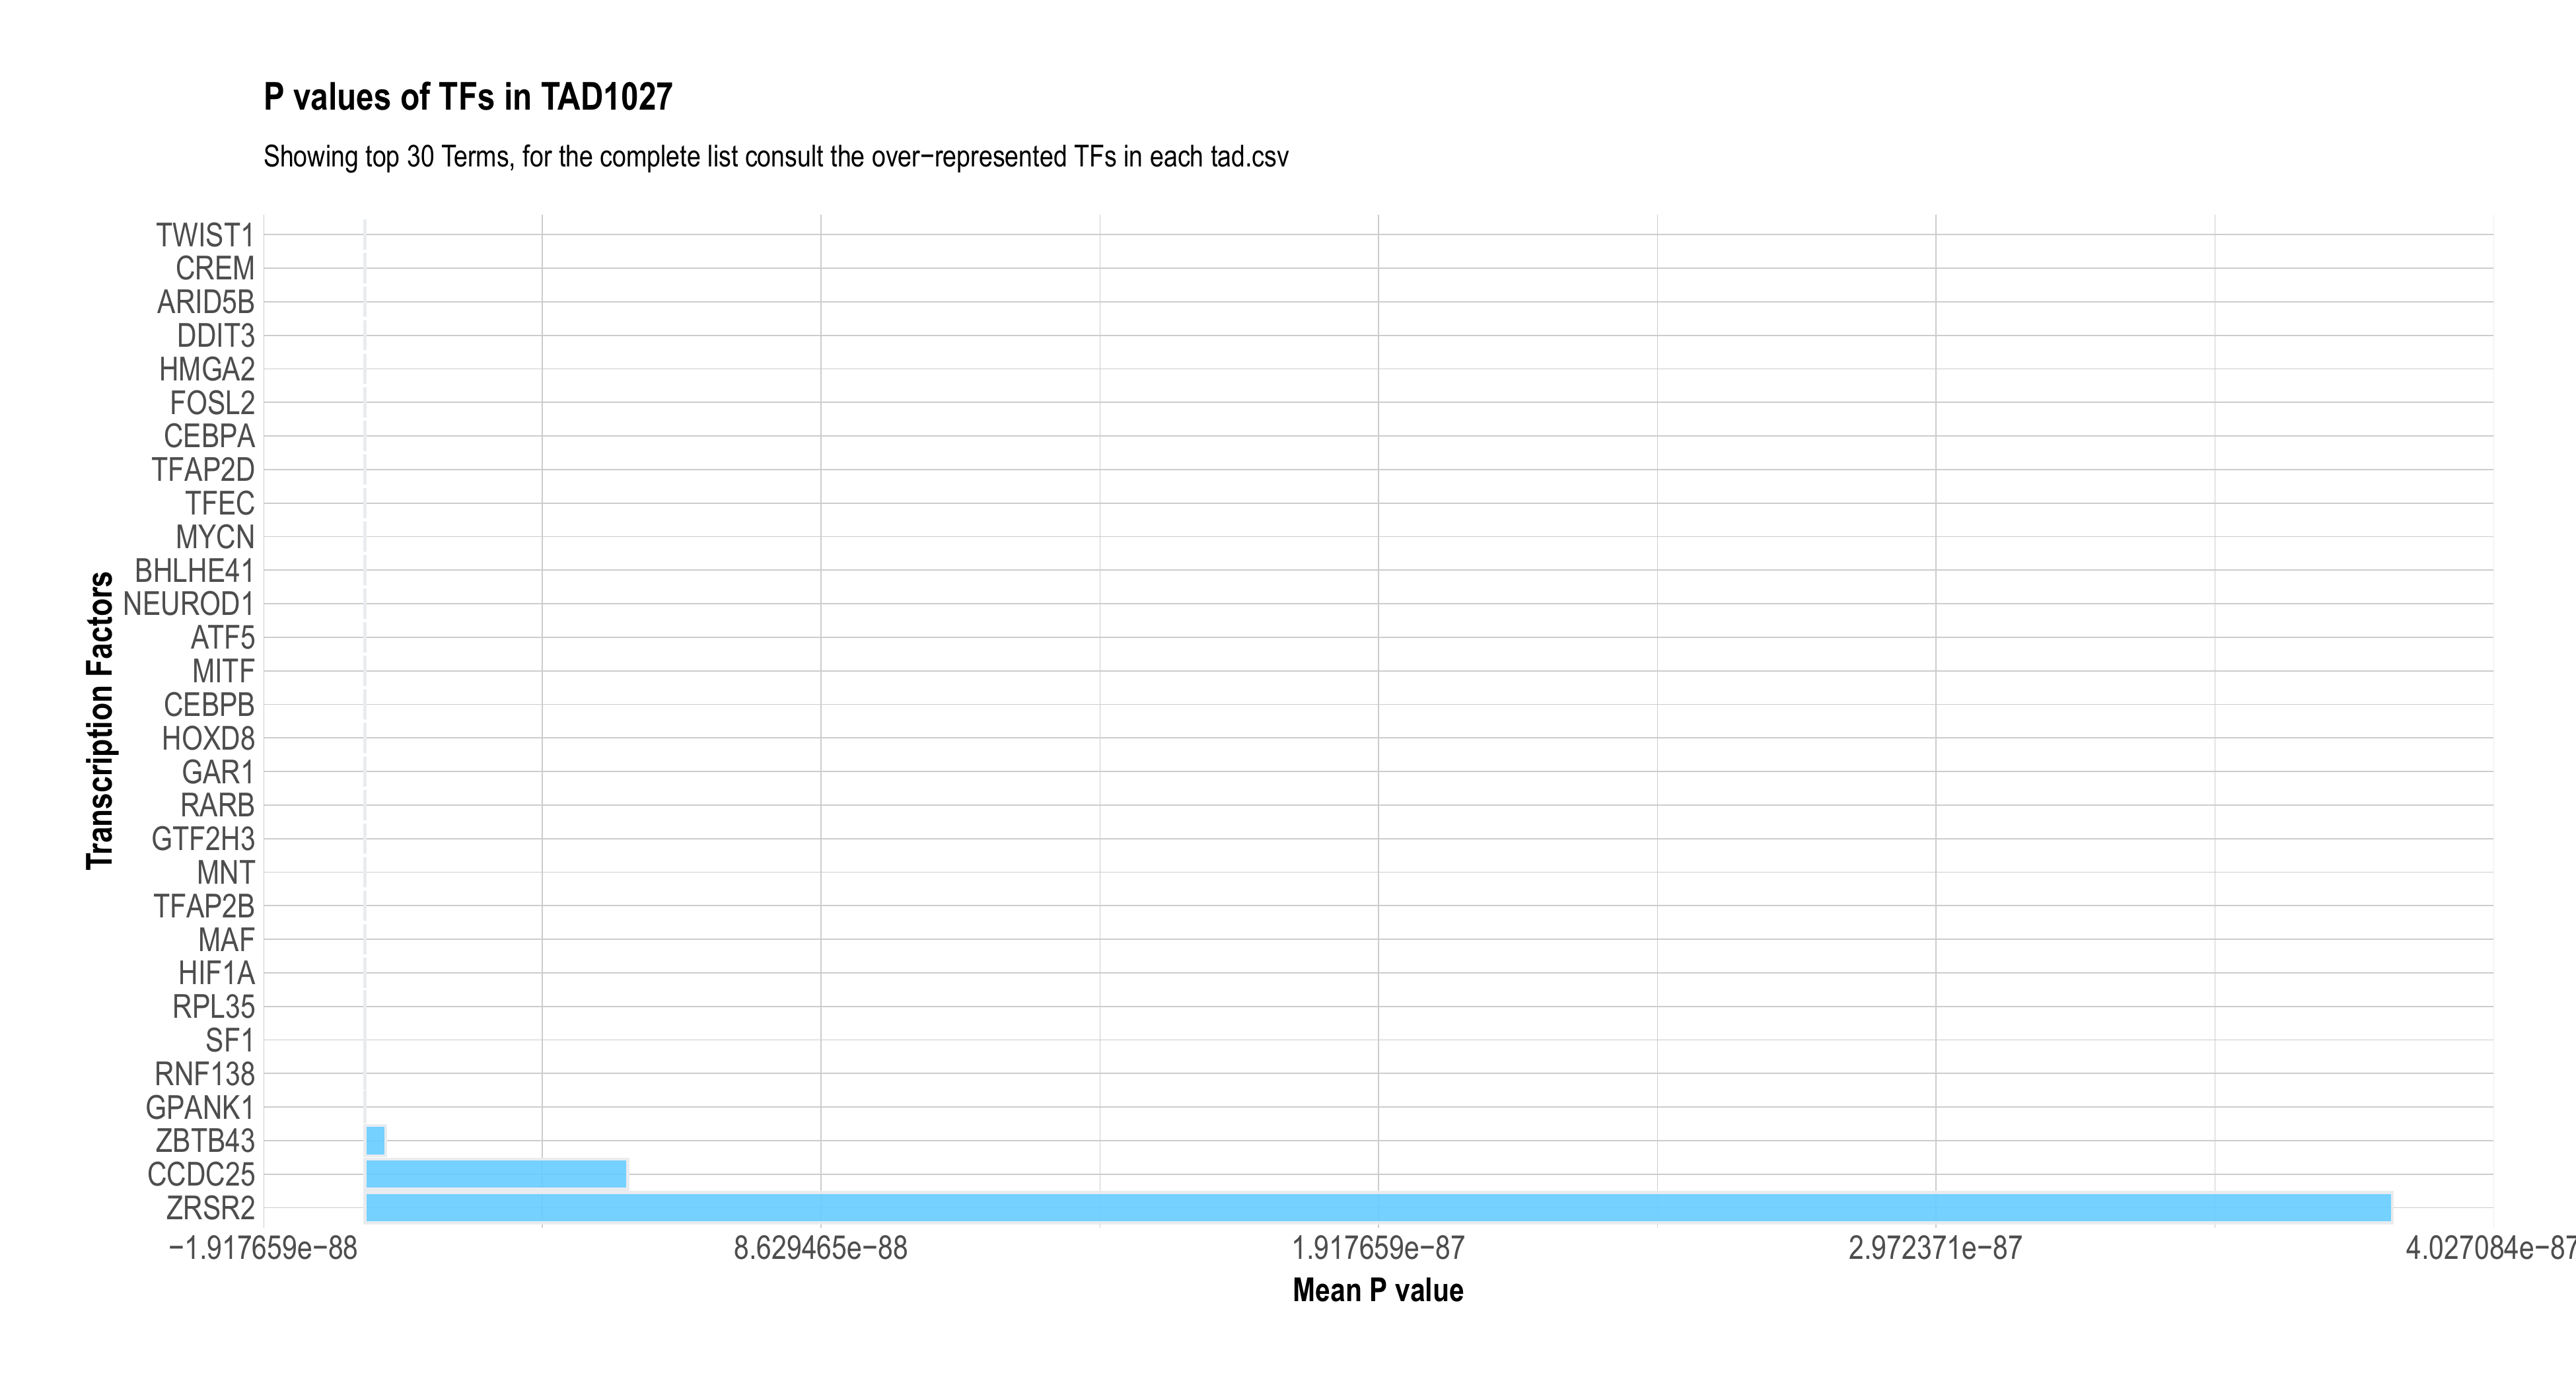 P values of TFs in TAD1027
Showing top 30 Terms, for the complete list consult the over−represented TFs in each tad.csv
Transcription Factors
TWIST1
CREM
ARID5B
DDIT3
HMGA2
FOSL2
CEBPA
TFAP2D
TFEC
MYCN
BHLHE41
NEUROD1
ATF5
MITF
CEBPB
HOXD8
GAR1
RARB
GTF2H3
MNT
TFAP2B
MAF
HIF1A
RPL35
SF1
RNF138
GPANK1
ZBTB43
CCDC25
ZRSR2
−1.917659e−88 8.629465e−88 1.917659e−87 2.972371e−87 4.027084e−87
Mean P value